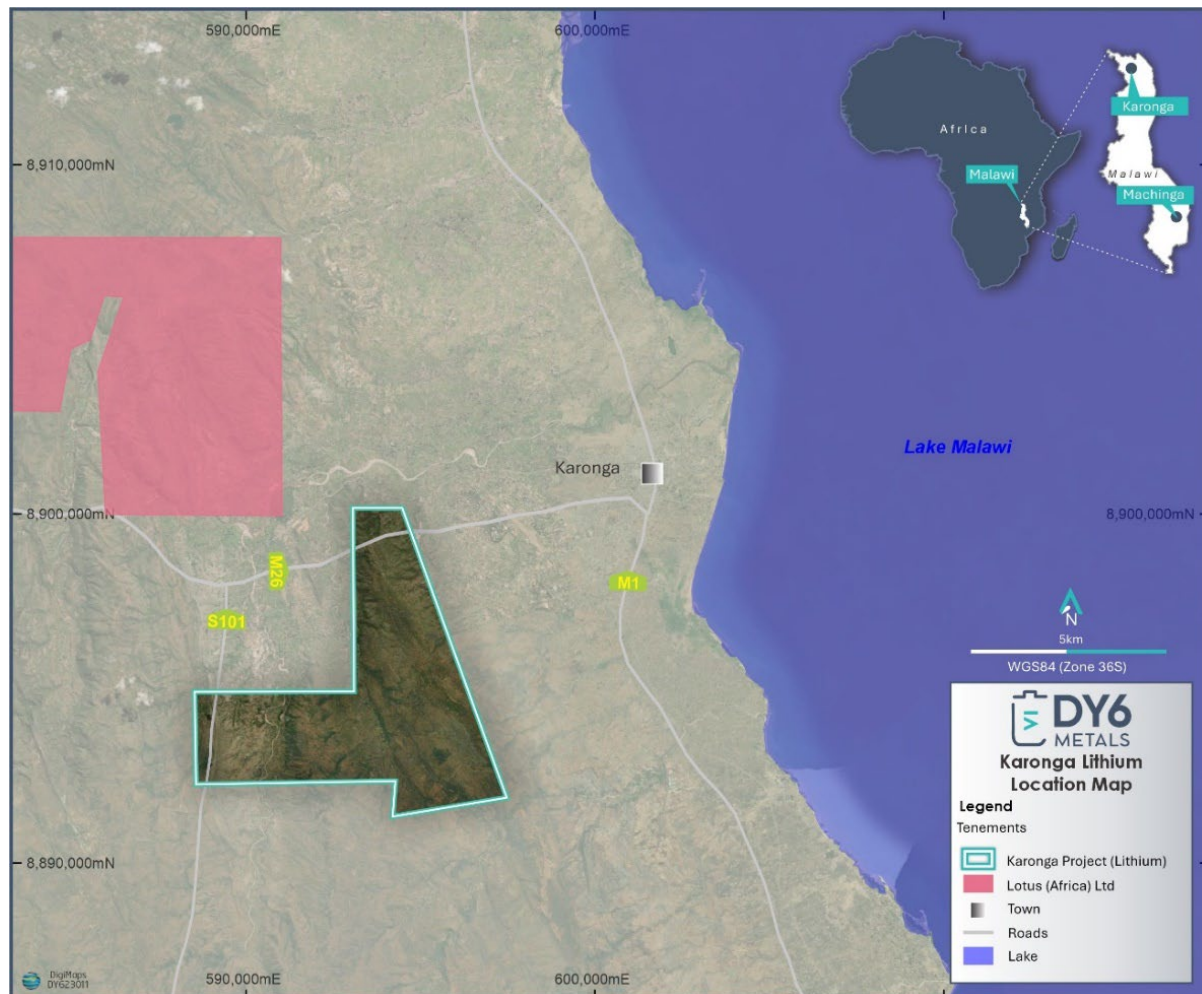 590,000mE
600,000mE
8,910,000mN
Africa
Karonga
Malawi
Malawi
Machinga
Lake Malawi
Karonga
8,900,000mN
8,900,000mN
M26
M1
S101
N
5km
WGS84 (Zone 36S)
DY6
METALS
Karonga Lithium
Location Map
Legend
Tenements
Karonga Project (Lithium)
Lotus (Africa) Ltd
Town
Roads
Lake
8,890,000mN
DigiMaps
DY623011
590,000mE
600,000mE